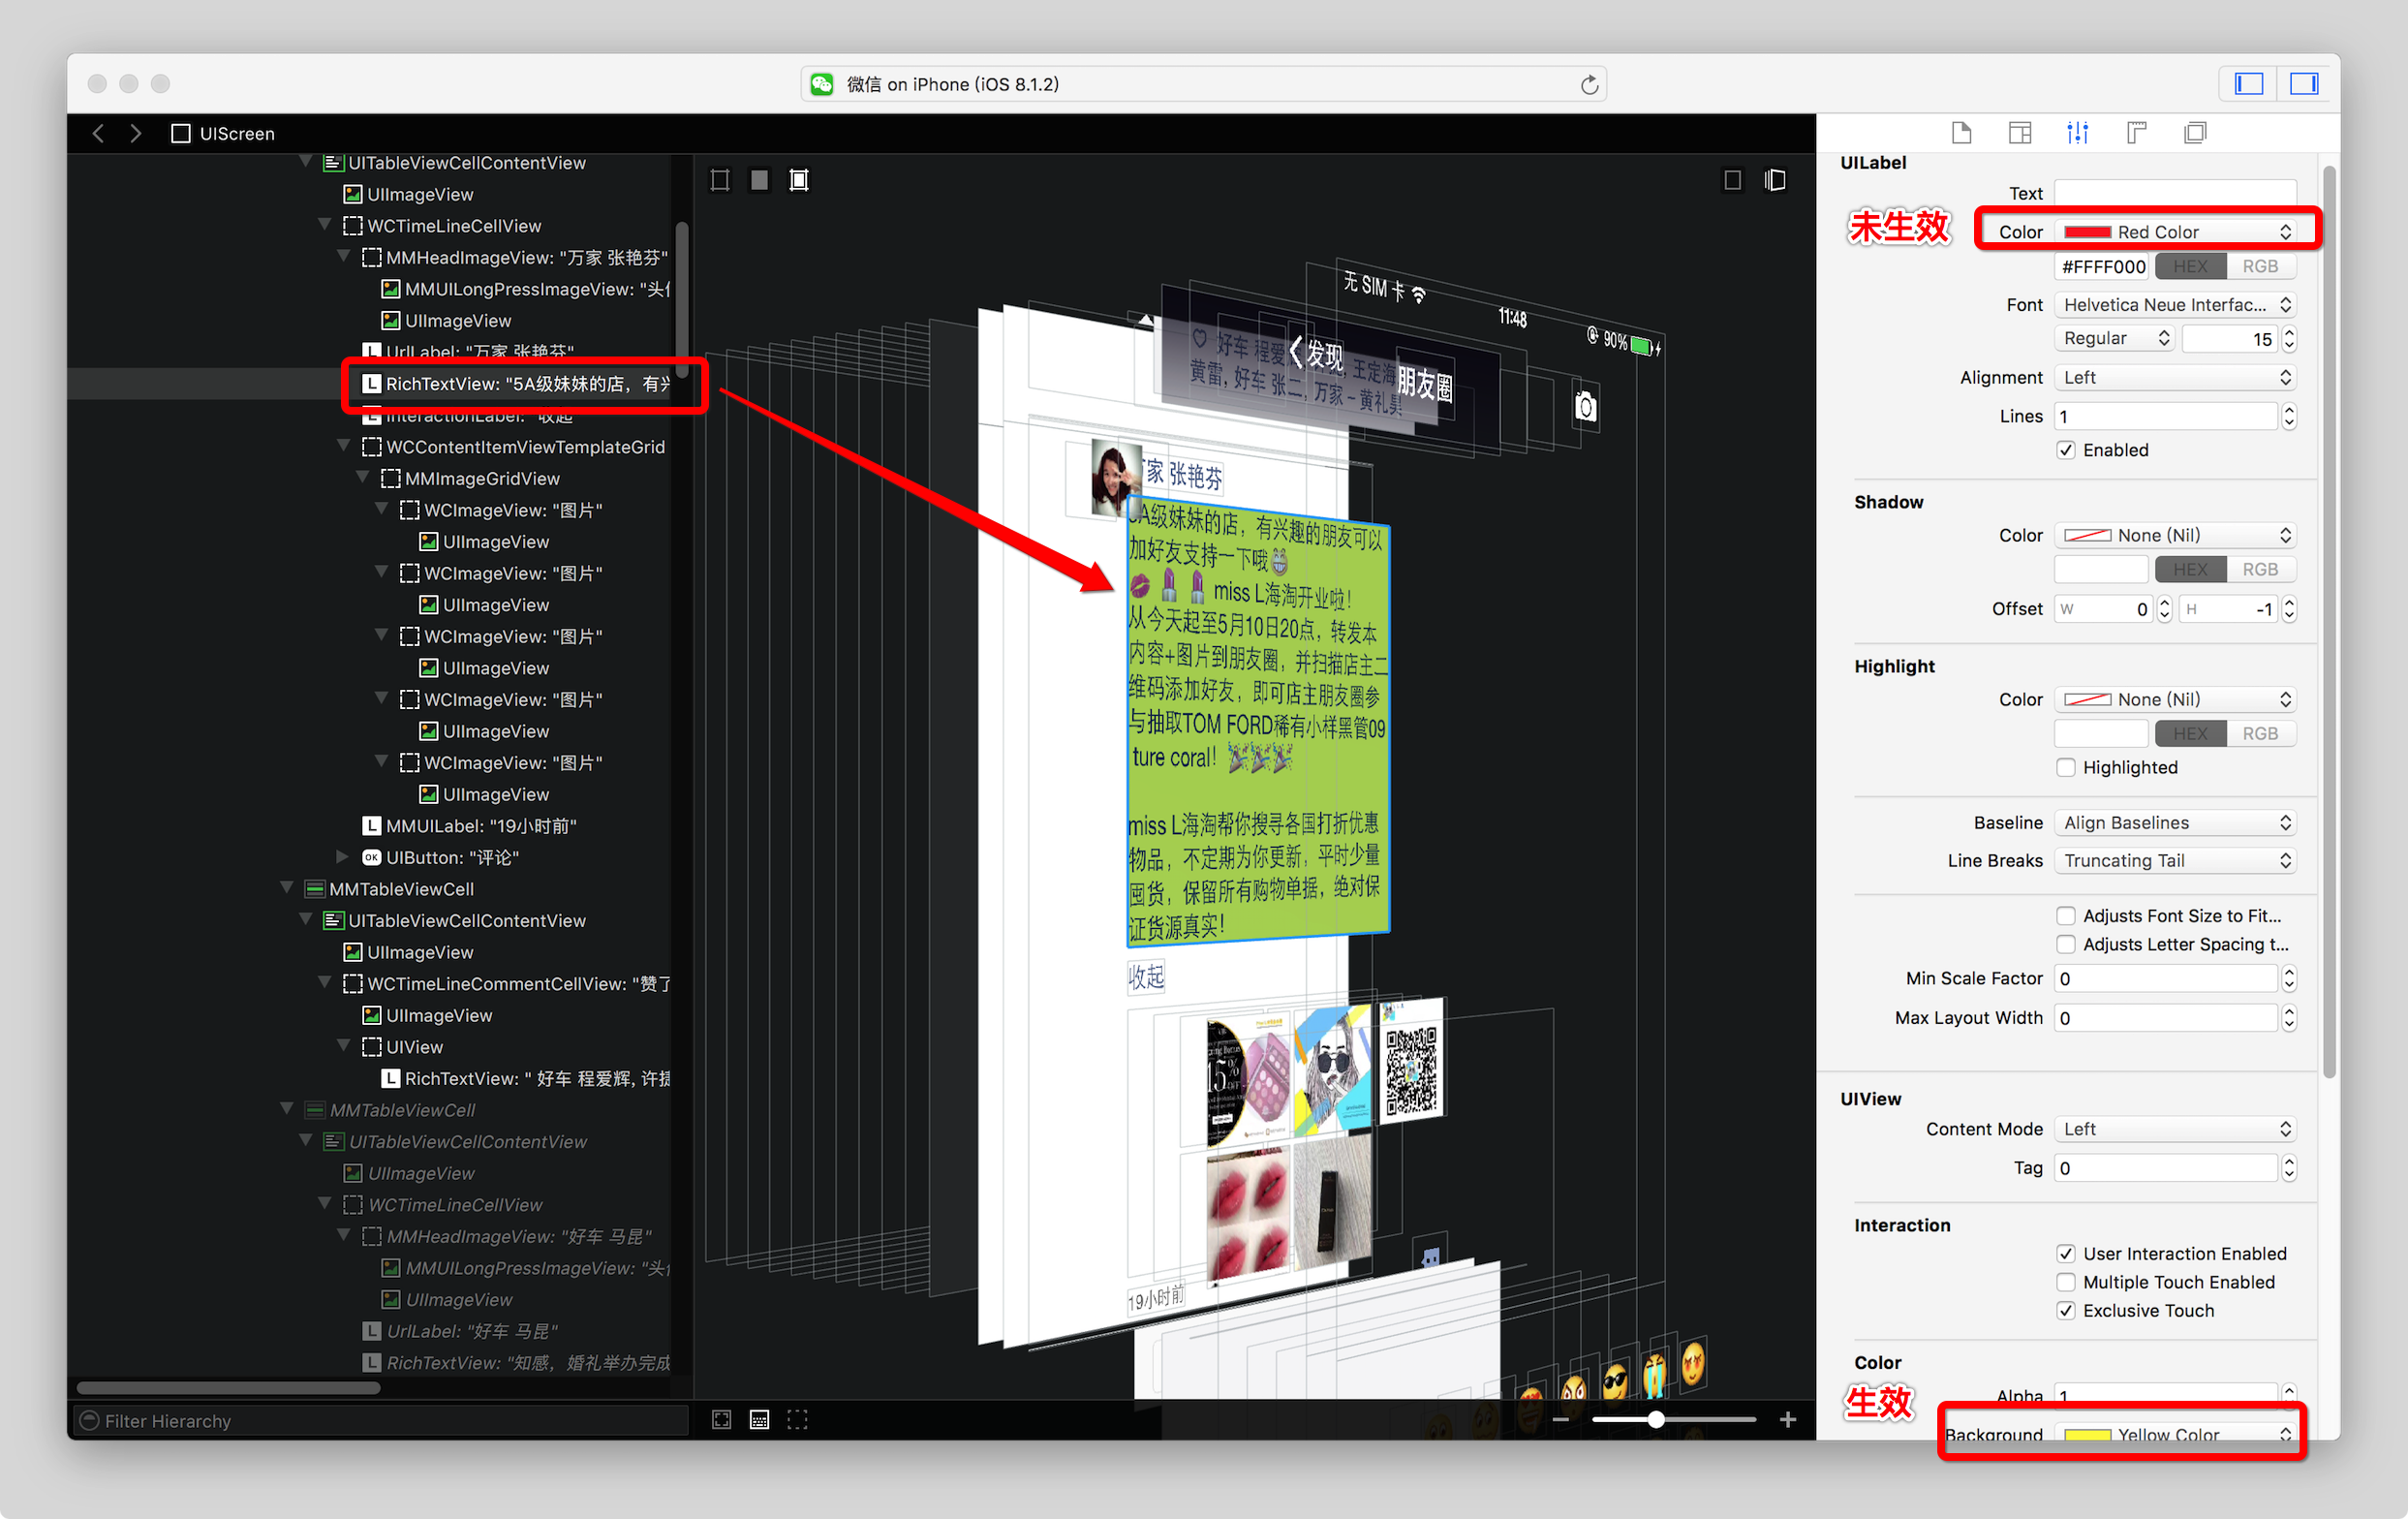 微信 on iPhone (iOS 8.1.2)
UIScreen
UITableViewCellContentView
UIImageView
WCTimeLineCellView
MMHeadImageView: "万家 张艳芬"
MMUILongPressImageView: "头
UIImageView
UrlLabel: "万家 张艳芬"
RichTextView: "5A级妹妹的店，有兴
InteractionLabel: "收起
WCContentItemViewTemplateGrid
MMImageGridView
WCImageView: "图片"
UIImageView
WCImageView: "图片"
UIImageView
WCImageView: "图片"
UIImageView
WCImageView: "图片"
UIImageView
WCImageView: "图片"
UIImageView
MMUILabel: "19小时前"
OK UIButton: "评论"
MMTableViewCell
UITableViewCellContentView
UIImageView
WCTimeLineCommentCellView: "赞了
UIImageView
UIView
RichTextView: " 好车 程爱辉, 许捷
MMTableViewCell
UITableViewCellContentView
UIImageView
WCTimeLineCellView
MMHeadImageView: "好车 马昆"
MMUILongPressImageView: "头
UIImageView
UrlLabel: "好车 马昆"
RichTextView: "知感，婚礼举办完成
Filter Hierarchy
无 SIM 卡
11:48
90%
发现
朋友圈
好车 程爱
王定海
黄雷, 好车 张二, 万家 – 黄礼昊
家 张艳芬
5A级妹妹的店，有兴趣的朋友可以
加好友支持一下哦😁
💋💄💄 miss L海淘开业啦！
从今天起至5月10日20点，转发本
内容+图片到朋友圈，并扫描店主二
维码添加好友，即可店主朋友圈参
与抽取TOM FORD稀有小样黑管09
ture coral！🎉🎉🎉
miss L海淘帮你搜寻各国打折优惠
物品，不定期为你更新，平时少量
囤货，保留所有购物单据，绝对保
证货源真实！
收起
15%
19小时前
UILabel
Text
未生效
Color Red Color
#FFFF000 HEX RGB
Font Helvetica Neue Interfac...
Regular 15
Alignment Left
Lines 1
Enabled
Shadow
Color None (Nil)
HEX RGB
Offset W 0 H -1
Highlight
Color None (Nil)
HEX RGB
Highlighted
Baseline Align Baselines
Line Breaks Truncating Tail
Adjusts Font Size to Fit...
Adjusts Letter Spacing t...
Min Scale Factor 0
Max Layout Width 0
UIView
Content Mode Left
Tag 0
Interaction
User Interaction Enabled
Multiple Touch Enabled
Exclusive Touch
Color
Alpha 1
生效
Background Yellow Color